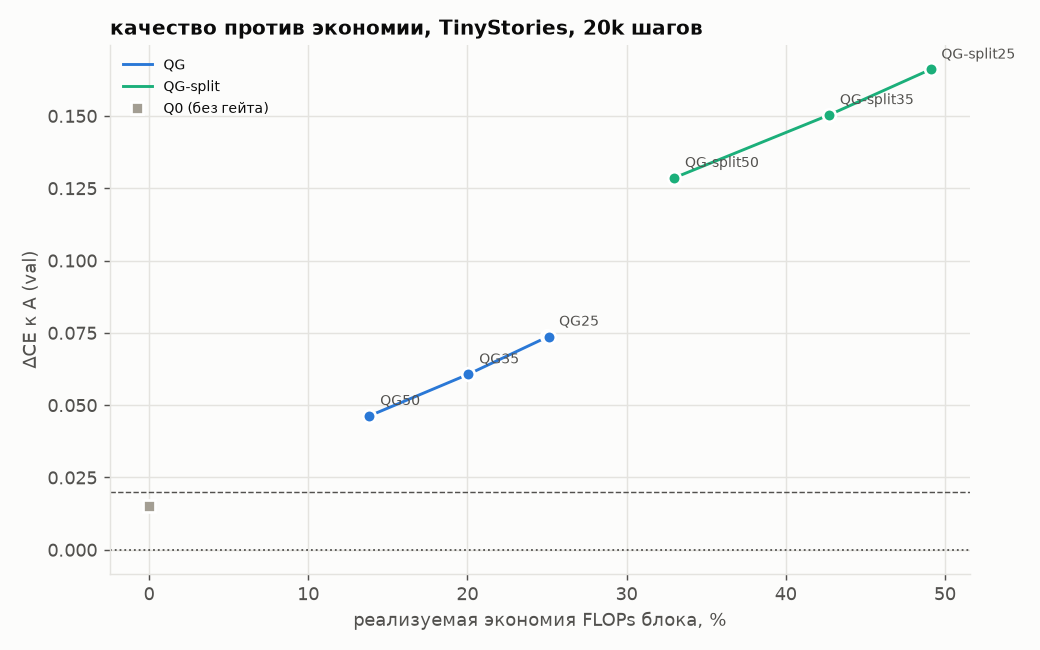 качество против экономии, TinyStories, 20k шагов
QG
QG-split
Q0 (без гейта)
QG-split25
QG-split35
QG-split50
QG25
QG35
QG50
0.150
0.125
0.100
0.075
0.050
0.025
0.000
ΔCE к A (val)
0 10 20 30 40 50
реализуемая экономия FLOPs блока, %